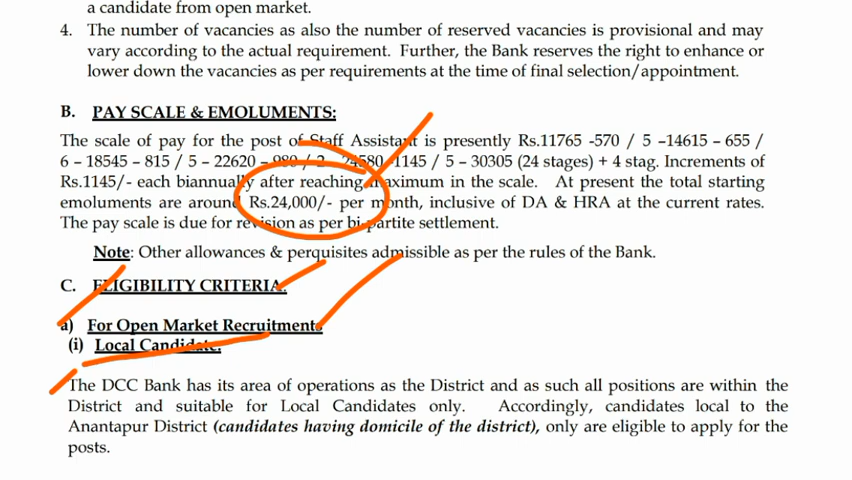 a candidate from open market.
4. The number of vacancies as also the number of reserved vacancies is provisional and may
vary according to the actual requirement. Further, the Bank reserves the right to enhance or
lower down the vacancies as per requirements at the time of final selection/appointment.
B. PAY SCALE & EMOLUMENTS:
The scale of pay for the post of Staff Assistant is presently Rs.11765 -570 / 5 –14615 – 655 /
6 – 18545 – 815 / 5 – 22620 – 980 / 2 – 24580 1145 / 5 – 30305 (24 stages) + 4 stag. Increments of
Rs.1145/- each biannually after reaching maximum in the scale. At present the total starting
emoluments are around Rs.24,000/- per month, inclusive of DA & HRA at the current rates.
The pay scale is due for revision as per bi-partite settlement.
Note: Other allowances & perquisites admissible as per the rules of the Bank.
C. ELIGIBILITY CRITERIA:
a) For Open Market Recruitments
(i) Local Candidate:
The DCC Bank has its area of operations as the District and as such all positions are within the
District and suitable for Local Candidates only. Accordingly, candidates local to the
Anantapur District (candidates having domicile of the district), only are eligible to apply for the
posts.